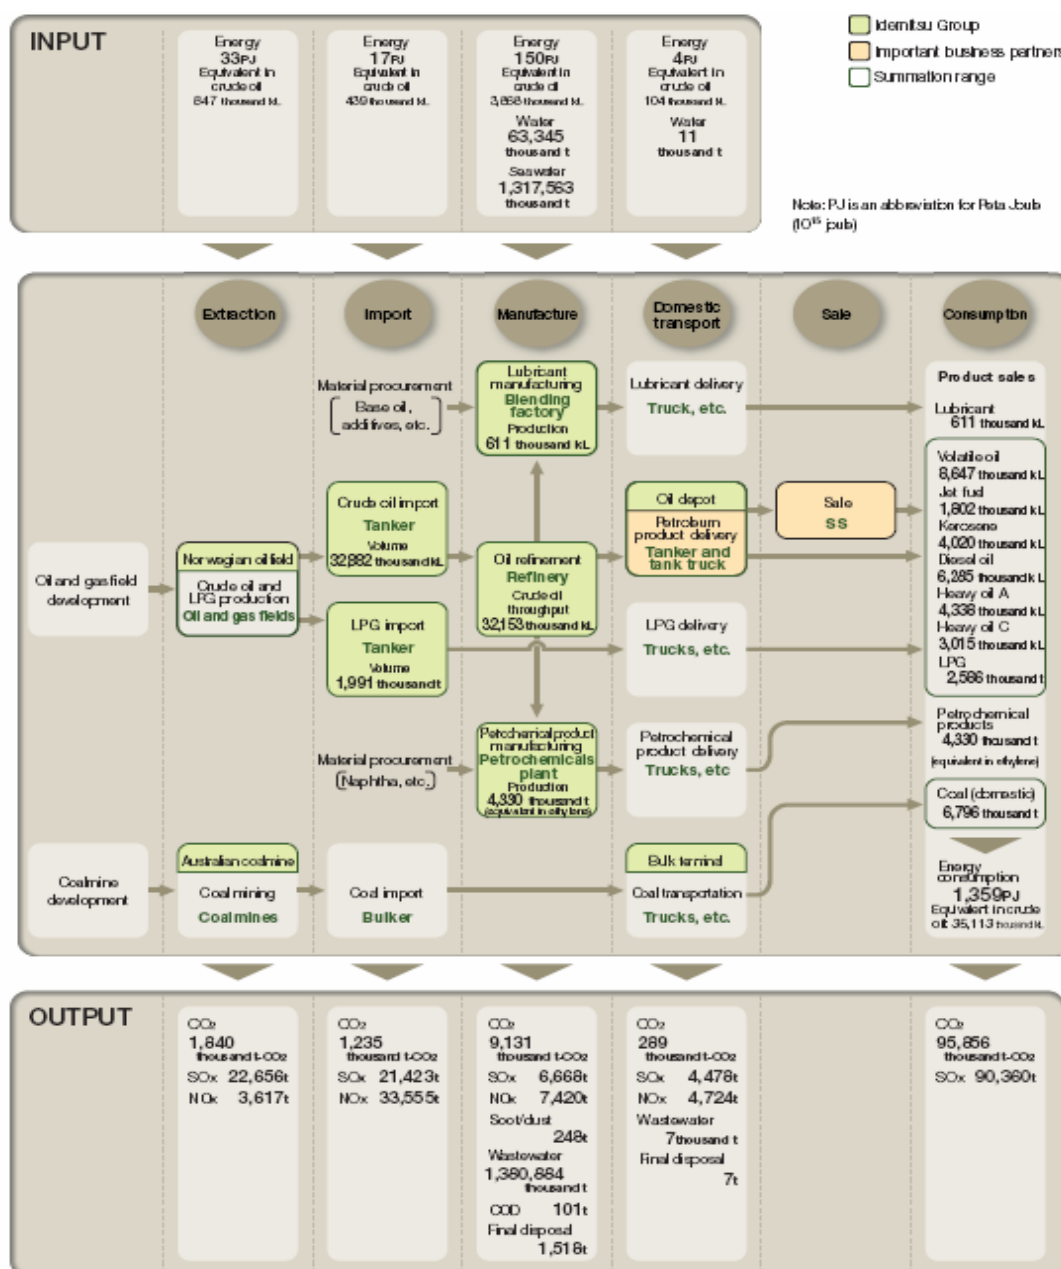 INPUT
Energy
33PJ
Equivalent in
crude oil
847 thousand kL
Energy
17PJ
Equivalent in
crude oil
439 thousand kL
Energy
150PJ
Equivalent in
crude oil
3,868 thousand kL
Water
63,345
thousand t
Seawater
1,317,563
thousand t
Energy
4PJ
Equivalent in
crude oil
104 thousand kL
Water
11
thousand t
Idemitsu Group
Important business partners
Summation range
Note: PJ is an abbreviation for Peta Joule
(10¹⁵ joule)
Extraction
Import
Manufacture
Domestic
transport
Sale
Consumption
Material procurement
Base oil,
additives, etc.
Lubricant
manufacturing
Blending
factory
Production
611 thousand kL
Lubricant delivery
Truck, etc.
Product sales
Lubricant
611 thousand kL
Oil and gas field
development
Norwegian oil field
Crude oil and
LPG production
Oil and gas fields
Crude oil import
Tanker
Volume
32,882 thousand kL
LPG import
Tanker
Volume
1,991 thousand t
Oil refinement
Refinery
Crude oil
throughput
32,153 thousand kL
Oil depot
Petroleum
product delivery
Tanker and
tank truck
Sale
SS
LPG delivery
Trucks, etc.
Volatile oil
8,647 thousand kL
Jet fuel
1,802 thousand kL
Kerosene
4,020 thousand kL
Diesel oil
6,285 thousand kL
Heavy oil A
4,338 thousand kL
Heavy oil C
3,015 thousand kL
LPG
2,586 thousand t
Material procurement
(Naphtha, etc.)
Petrochemical product
manufacturing
Petrochemicals
plant
Production
4,330 thousand t
(equivalent in ethylene)
Petrochemical
product delivery
Trucks, etc
Petrochemical
products
4,330 thousand t
(equivalent in ethylene)
Coal (domestic)
6,796 thousand t
Coalmine
development
Australian coalmine
Coal mining
Coalmines
Coal import
Bulker
Bulk terminal
Coal transportation
Trucks, etc.
Energy
consumption
1,359PJ
Equivalent in crude
oil: 35,113 thousand kL
OUTPUT
CO₂
1,840
thousand t-CO₂
SOx 22,656t
NOx 3,617t
CO₂
1,235
thousand t-CO₂
SOx 21,423t
NOx 33,555t
CO₂
9,131
thousand t-CO₂
SOx 6,668t
NOx 7,420t
Soot/dust
248t
Wastewater
1,380,884
thousand t
COD 101t
Final disposal
1,518t
CO₂
289
thousand t-CO₂
SOx 4,478t
NOx 4,724t
Wastewater
7 thousand t
Final disposal
7t
CO₂
95,856
thousand t-CO₂
SOx 90,360t